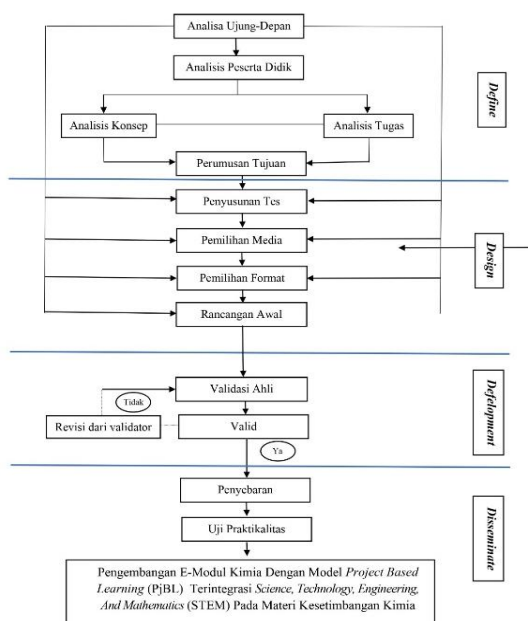 Analisa Ujung-Depan
Analisis Peserta Didik
Analisis Konsep
Analisis Tugas
Perumusan Tujuan
Define
Penyusunan Tes
Pemilihan Media
Pemilihan Format
Rancangan Awal
Design
Validasi Ahli
Tidak
Revisi dari validator
Valid
Ya
Defelopment
Penyebaran
Uji Praktikalitas
Disseminate
Pengembangan E-Modul Kimia Dengan Model Project Based
Learning (PjBL) Terintegrasi Science, Technology, Engineering,
And Mathematics (STEM) Pada Materi Kesetimbangan Kimia